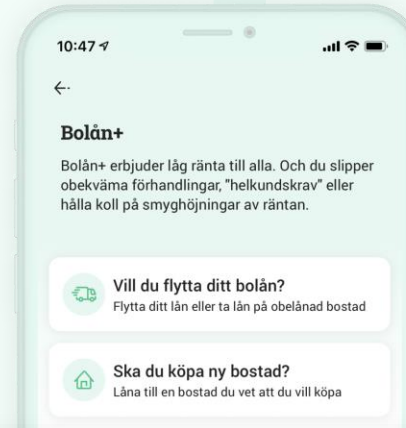 10:47
Bolån+
Bolån+ erbjuder låg ränta till alla. Och du slipper
obekväma förhandlingar, "helkundskrav" eller
hålla koll på smyghöjningar av räntan.
Vill du flytta ditt bolån?
Flytta ditt lån eller ta lån på obelånad bostad
Ska du köpa ny bostad?
Låna till en bostad du vet att du vill köpa